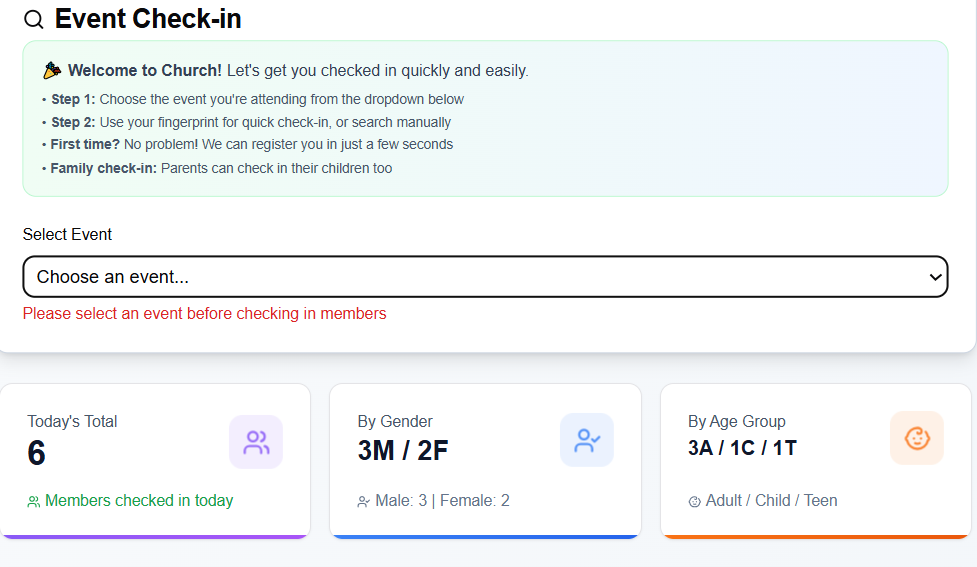 Event Check-in
Welcome to Church! Let's get you checked in quickly and easily.
• Step 1: Choose the event you're attending from the dropdown below
• Step 2: Use your fingerprint for quick check-in, or search manually
• First time? No problem! We can register you in just a few seconds
• Family check-in: Parents can check in their children too
Select Event
Choose an event...
Please select an event before checking in members
Today's Total
6
Members checked in today
By Gender
3M / 2F
Male: 3 | Female: 2
By Age Group
3A / 1C / 1T
Adult / Child / Teen